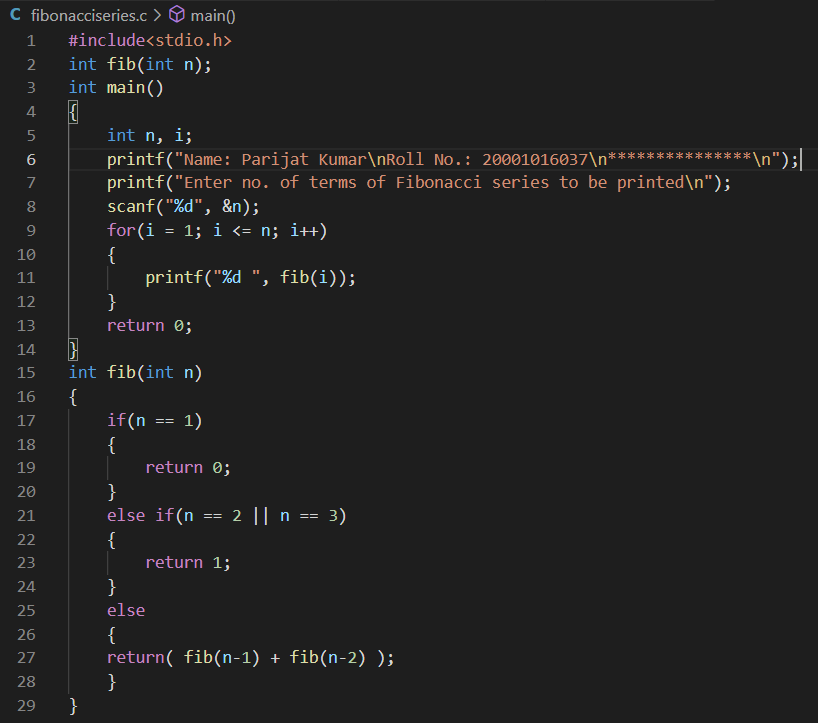 C fibonacciseries.c > main()
1 #include<stdio.h>
2 int fib(int n);
3 int main()
4 {
5     int n, i;
6     printf("Name: Parijat Kumar\nRoll No.: 20001016037\n***************\n");
7     printf("Enter no. of terms of Fibonacci series to be printed\n");
8     scanf("%d", &n);
9     for(i = 1; i <= n; i++)
10     {
11         printf("%d ", fib(i));
12     }
13     return 0;
14 }
15 int fib(int n)
16 {
17     if(n == 1)
18     {
19         return 0;
20     }
21     else if(n == 2 || n == 3)
22     {
23         return 1;
24     }
25     else
26     {
27     return( fib(n-1) + fib(n-2) );
28     }
29 }